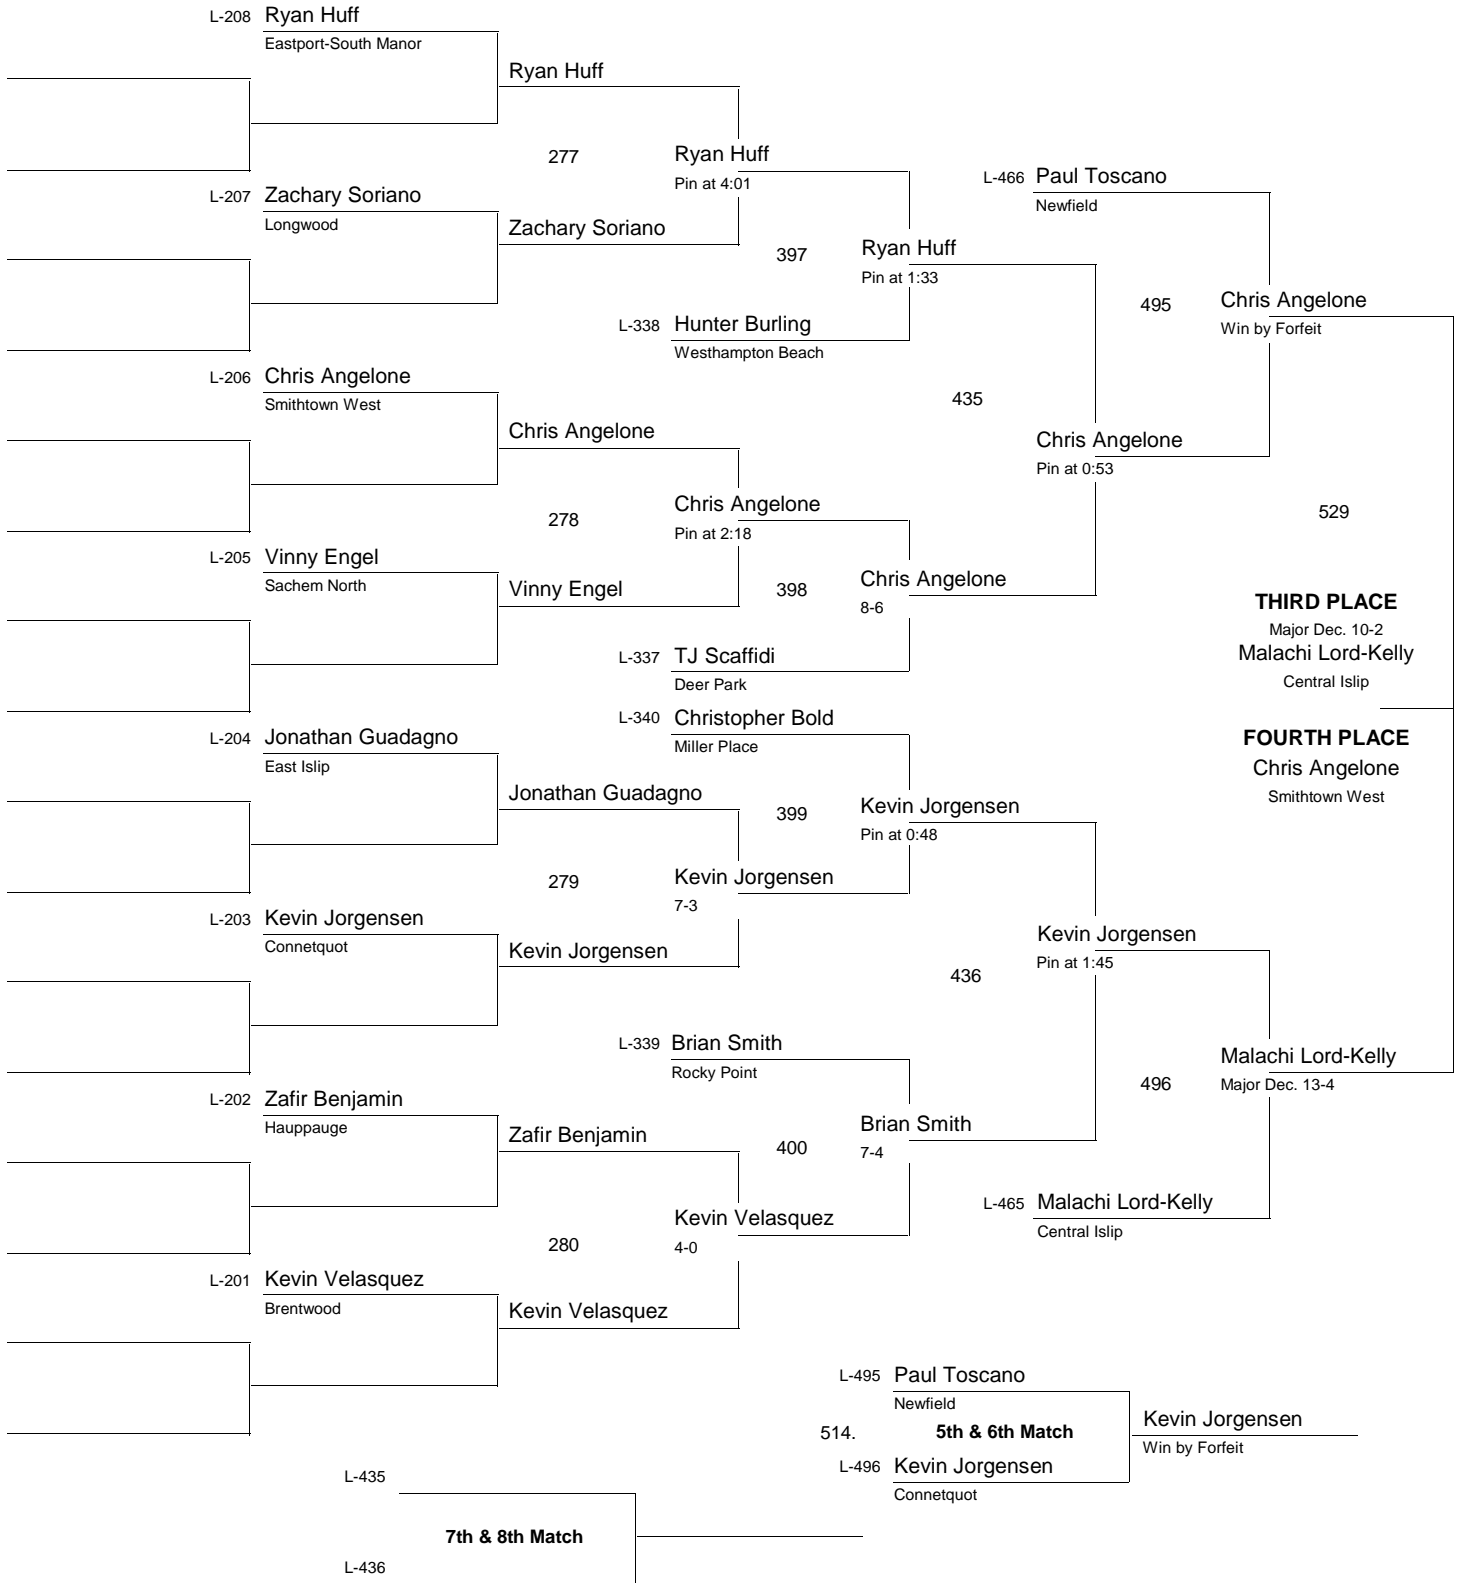 L-208 Ryan Huff
Eastport-South Manor
Ryan Huff
277
Ryan Huff
Pin at 4:01
L-207 Zachary Soriano
Longwood
Zachary Soriano
397
Ryan Huff
Pin at 1:33
L-338 Hunter Burling
Westhampton Beach
L-466 Paul Toscano
Newfield
495
Chris Angelone
Win by Forfeit
L-206 Chris Angelone
Smithtown West
Chris Angelone
435
Chris Angelone
Pin at 0:53
278
Chris Angelone
Pin at 2:18
529
L-205 Vinny Engel
Sachem North
Vinny Engel
398
Chris Angelone
8-6
L-337 TJ Scaffidi
Deer Park
THIRD PLACE
Major Dec. 10-2
Malachi Lord-Kelly
Central Islip
FOURTH PLACE
Chris Angelone
Smithtown West
L-340 Christopher Bold
Miller Place
L-204 Jonathan Guadagno
East Islip
Jonathan Guadagno
399
Kevin Jorgensen
Pin at 0:48
279
Kevin Jorgensen
7-3
L-203 Kevin Jorgensen
Connetquot
Kevin Jorgensen
436
Kevin Jorgensen
Pin at 1:45
L-339 Brian Smith
Rocky Point
496
Malachi Lord-Kelly
Major Dec. 13-4
L-202 Zafir Benjamin
Hauppauge
Zafir Benjamin
400
Brian Smith
7-4
280
Kevin Velasquez
4-0
L-465 Malachi Lord-Kelly
Central Islip
L-201 Kevin Velasquez
Brentwood
Kevin Velasquez
L-495 Paul Toscano
Newfield
514.
5th & 6th Match
Kevin Jorgensen
Win by Forfeit
L-496 Kevin Jorgensen
Connetquot
L-435
7th & 8th Match
L-436